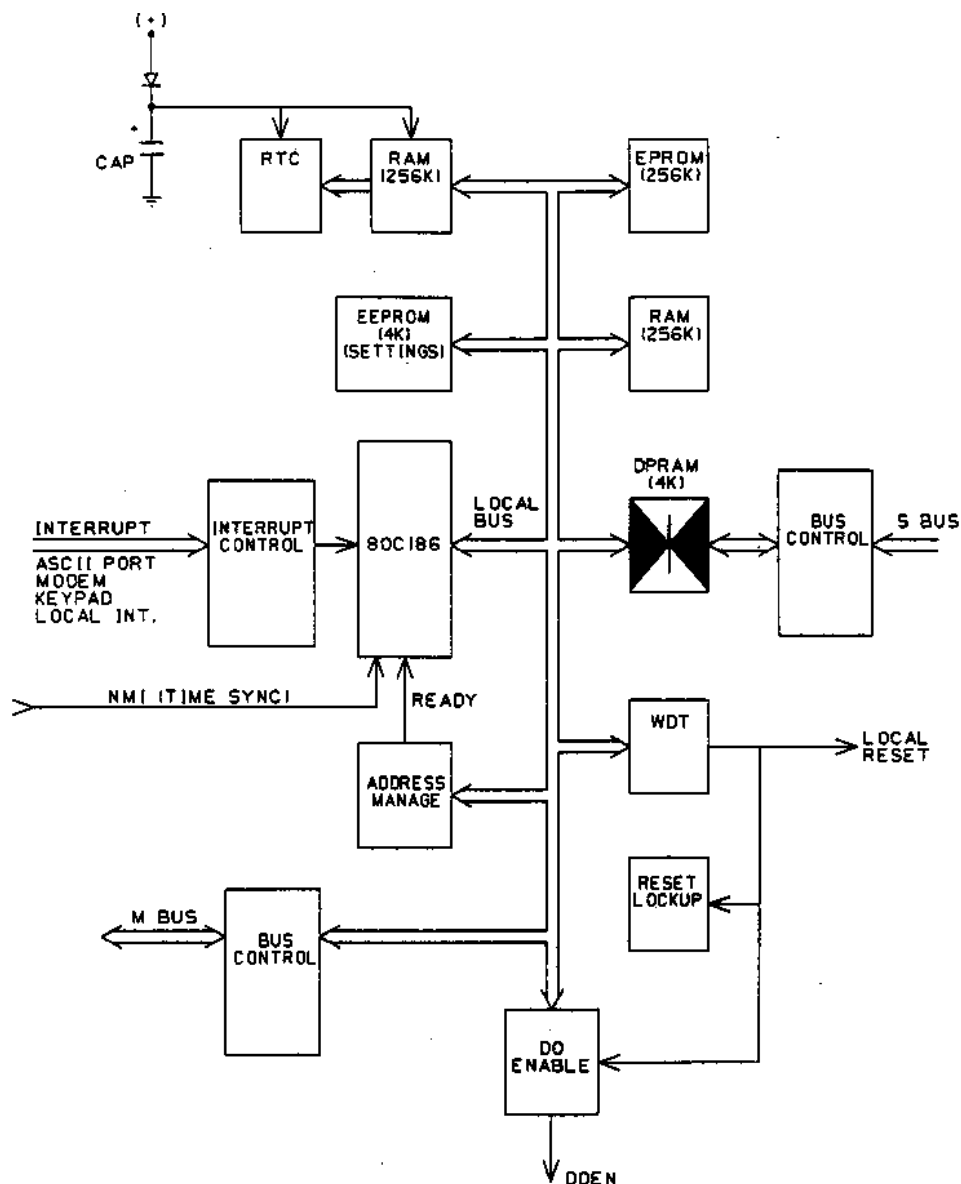 (+)
+
CAP
RTC
RAM
(256K)
EPROM
(256K)
EEPROM
(4K)
(SETTINGS)
RAM
(256K)
DPRAM
(4K)
LOCAL
BUS
INTERRUPT
ASCII PORT
MODEM
KEYPAD
LOCAL INT.
INTERRUPT
CONTROL
80C186
BUS
CONTROL
S BUS
NMI (TIME SYNC)
READY
WDT
LOCAL
RESET
ADDRESS
MANAGE
RESET
LOCKUP
M BUS
BUS
CONTROL
DO
ENABLE
DOEN